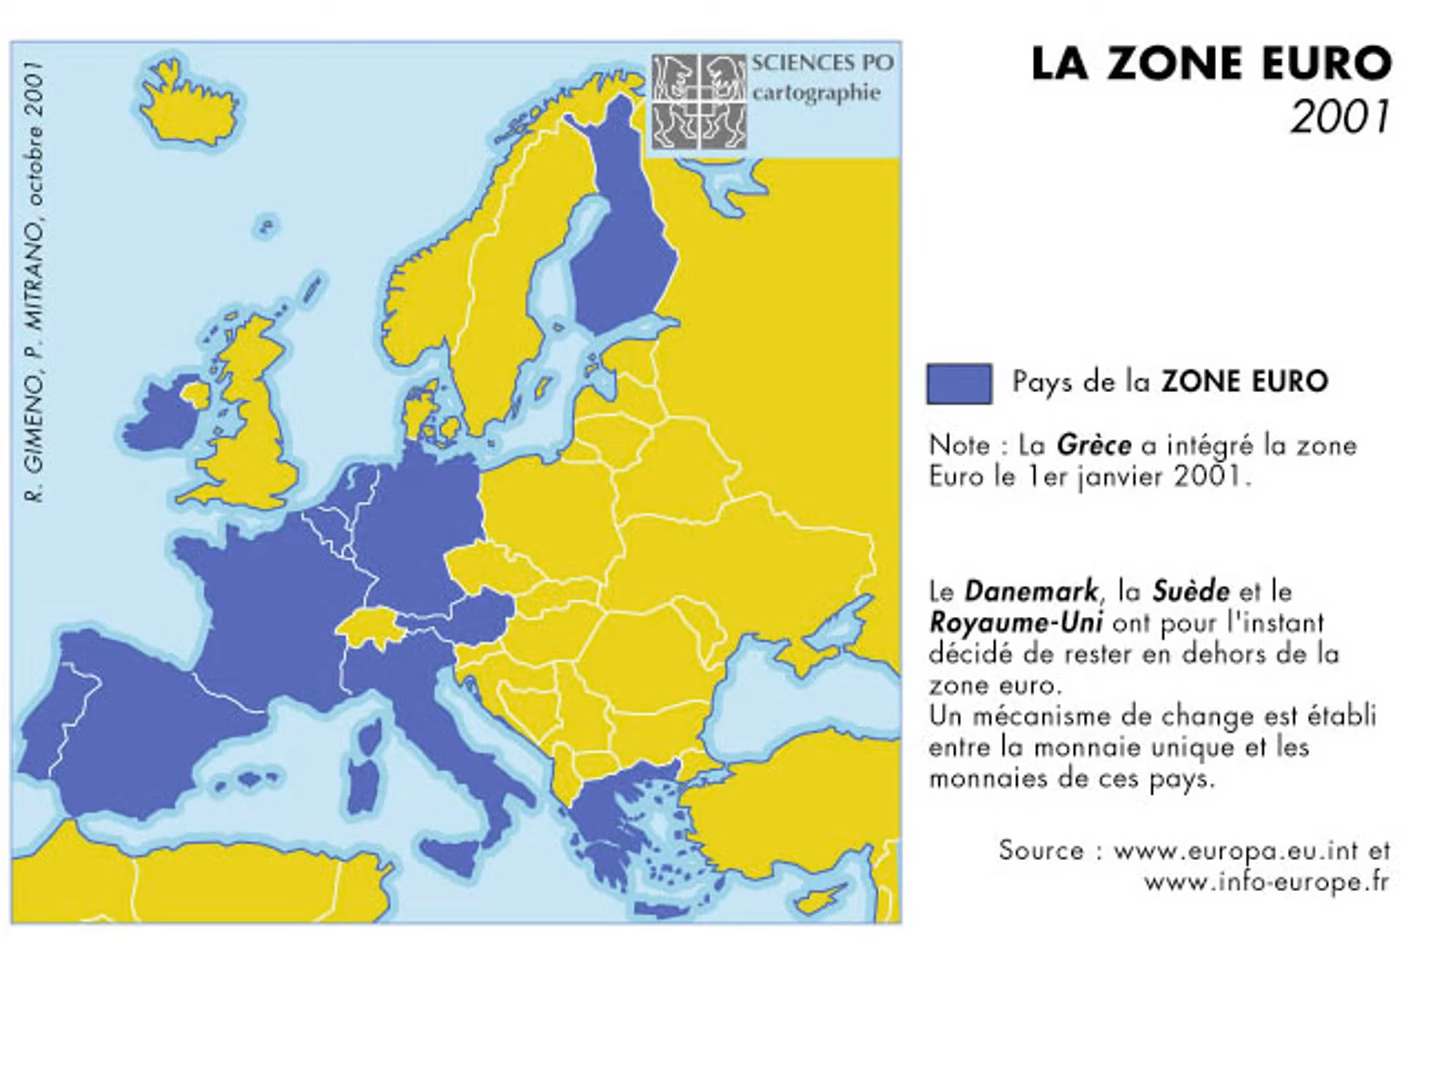 LA ZONE EURO
2001
SCIENCES PO
cartographie
R. GIMENO, P. MITRANO, octobre 2001
Pays de la ZONE EURO
Note : La Grèce a intégré la zone
Euro le 1er janvier 2001.
Le Danemark, la Suède et le
Royaume-Uni ont pour l'instant
décidé de rester en dehors de la
zone euro.
Un mécanisme de change est établi
entre la monnaie unique et les
monnaies de ces pays.
Source : www.europa.eu.int et
www.info-europe.fr